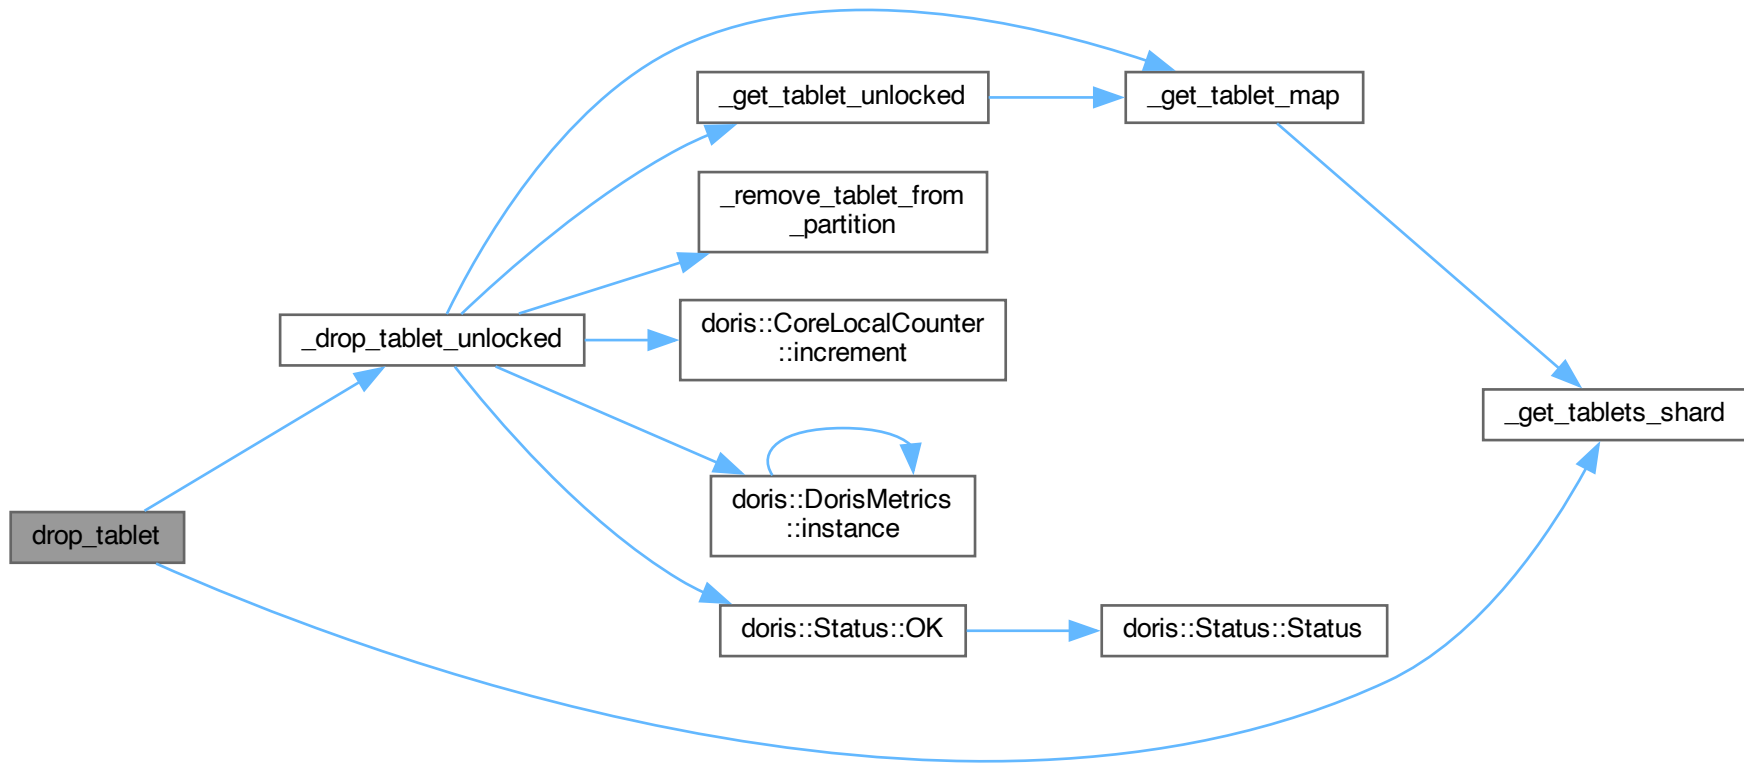 _get_tablet_unlocked
_get_tablet_map
_remove_tablet_from
_partition
_drop_tablet_unlocked
doris::CoreLocalCounter
::increment
_get_tablets_shard
doris::DorisMetrics
::instance
drop_tablet
doris::Status::OK
doris::Status::Status